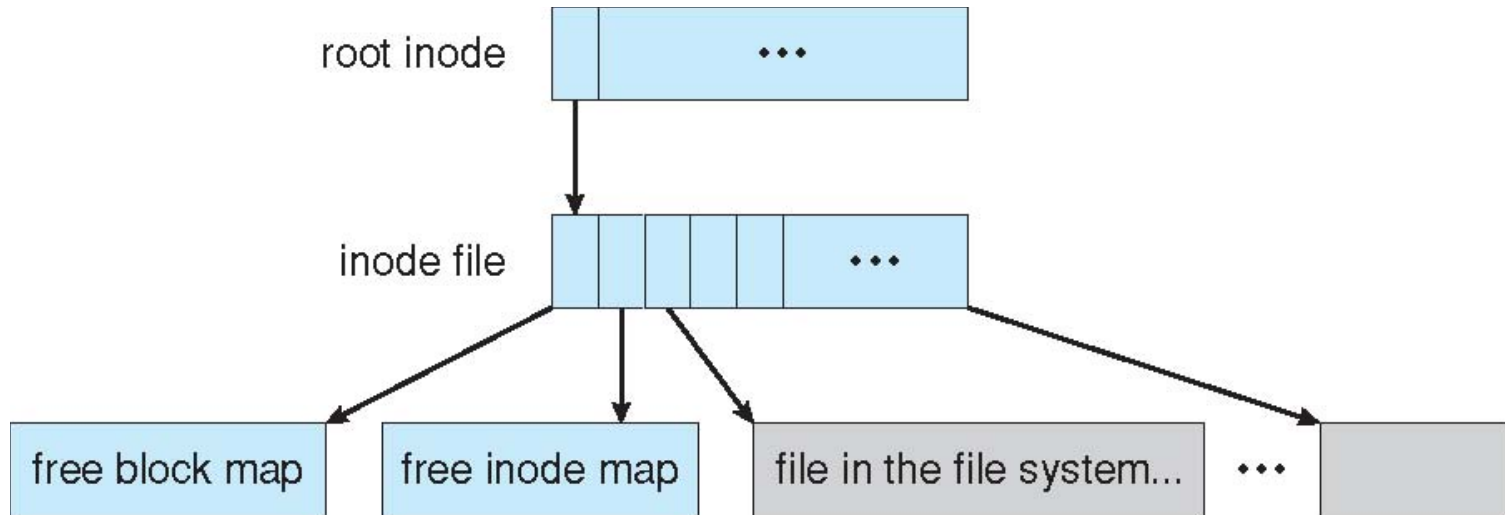 root inode
•••
inode file
•••
free block map
free inode map
file in the file system...
•••